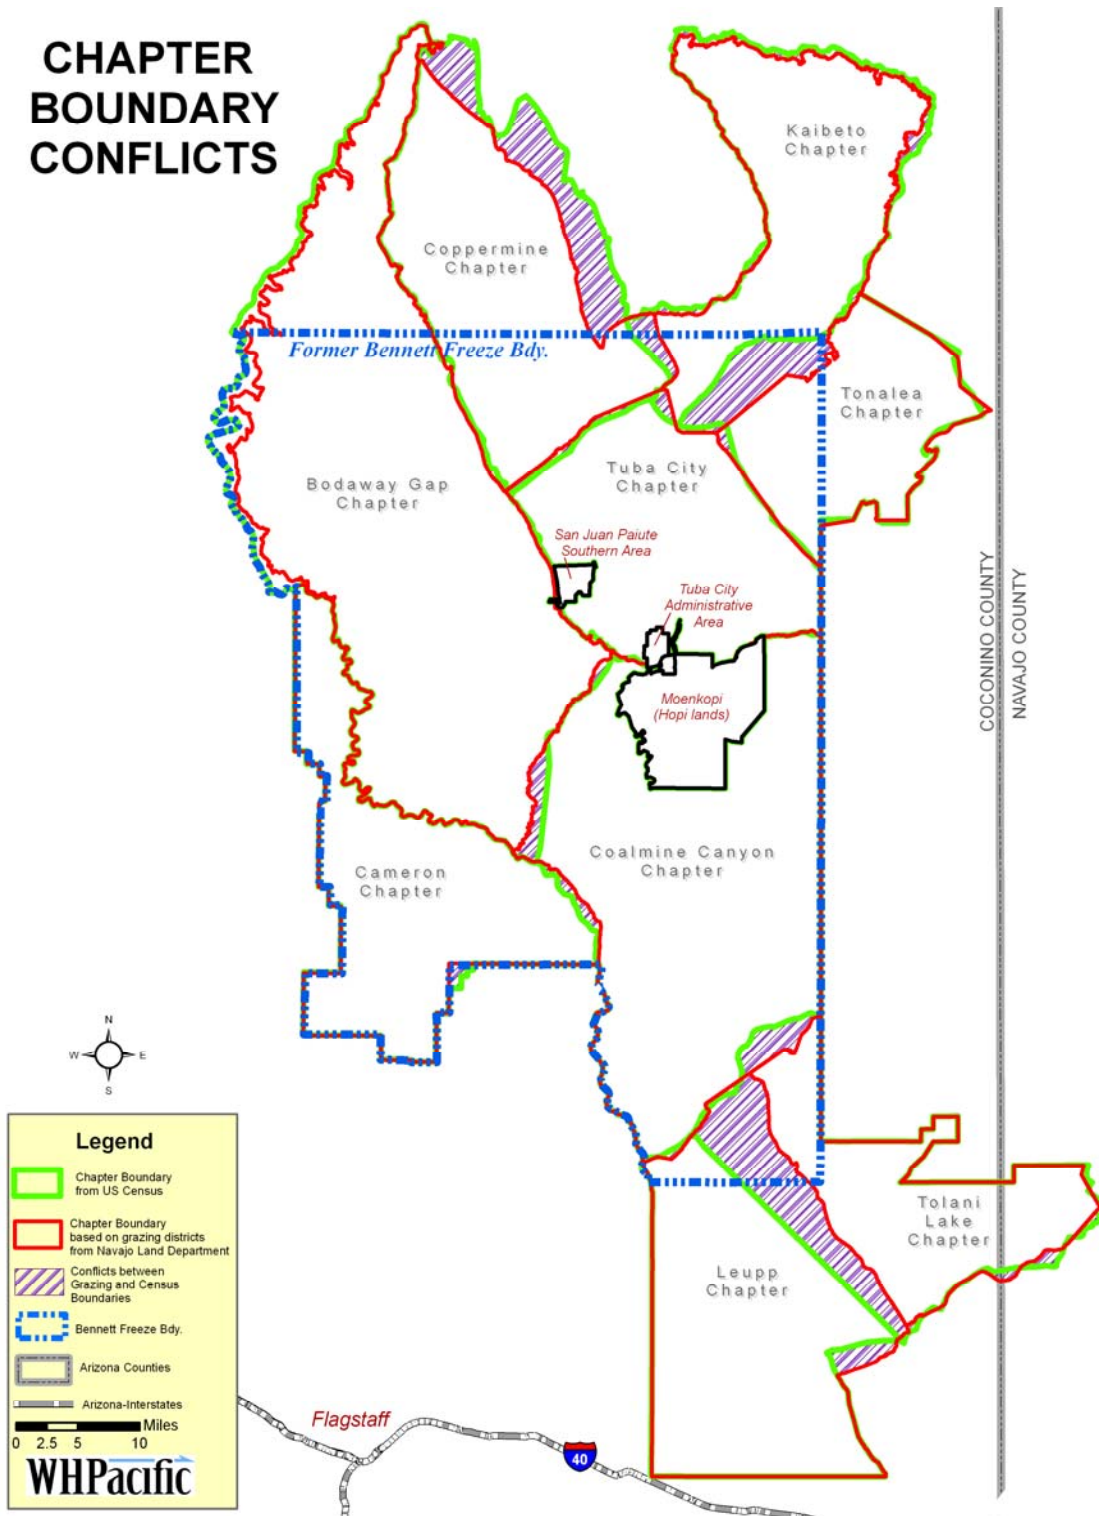 CHAPTER
BOUNDARY
CONFLICTS
Kaibeto
Chapter
Coppermine
Chapter
Former Bennett Freeze Bdy.
Tonalea
Chapter
Bodaway Gap
Chapter
Tuba City
Chapter
San Juan Paiute
Southern Area
Tuba City
Administrative
Area
COCONINO COUNTY
NAVAJO COUNTY
Moenkopi
(Hopi lands)
Coalmine Canyon
Chapter
Cameron
Chapter
N
W
E
S
Tolani
Lake
Chapter
Leupp
Chapter
Legend
Chapter Boundary
from US Census
Chapter Boundary
based on grazing districts
from Navajo Land Department
Conflicts between
Grazing and Census
Boundaries
Bennett Freeze Bdy.
Arizona Counties
Arizona-Interstates
Miles
0 2.5 5 10
WHPacific
Flagstaff
40